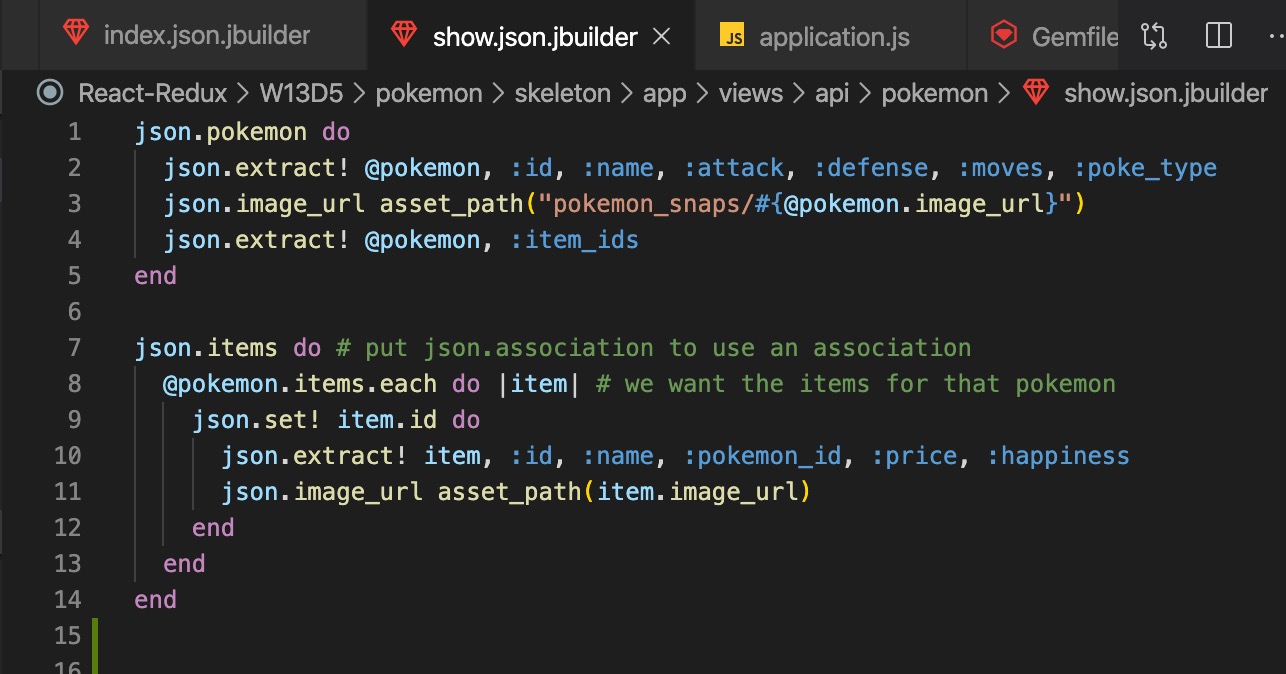 index.json.jbuilder show.json.jbuilder JS application.js Gemfile
React-Redux > W13D5 > pokemon > skeleton > app > views > api > pokemon > show.json.jbuilder
1 json.pokemon do
2 json.extract! @pokemon, :id, :name, :attack, :defense, :moves, :poke_type
3 json.image_url asset_path("pokemon_snaps/#{@pokemon.image_url}")
4 json.extract! @pokemon, :item_ids
5 end
6
7 json.items do # put json.association to use an association
8 @pokemon.items.each do |item| # we want the items for that pokemon
9 json.set! item.id do
10 json.extract! item, :id, :name, :pokemon_id, :price, :happiness
11 json.image_url asset_path(item.image_url)
12 end
13 end
14 end
15
16